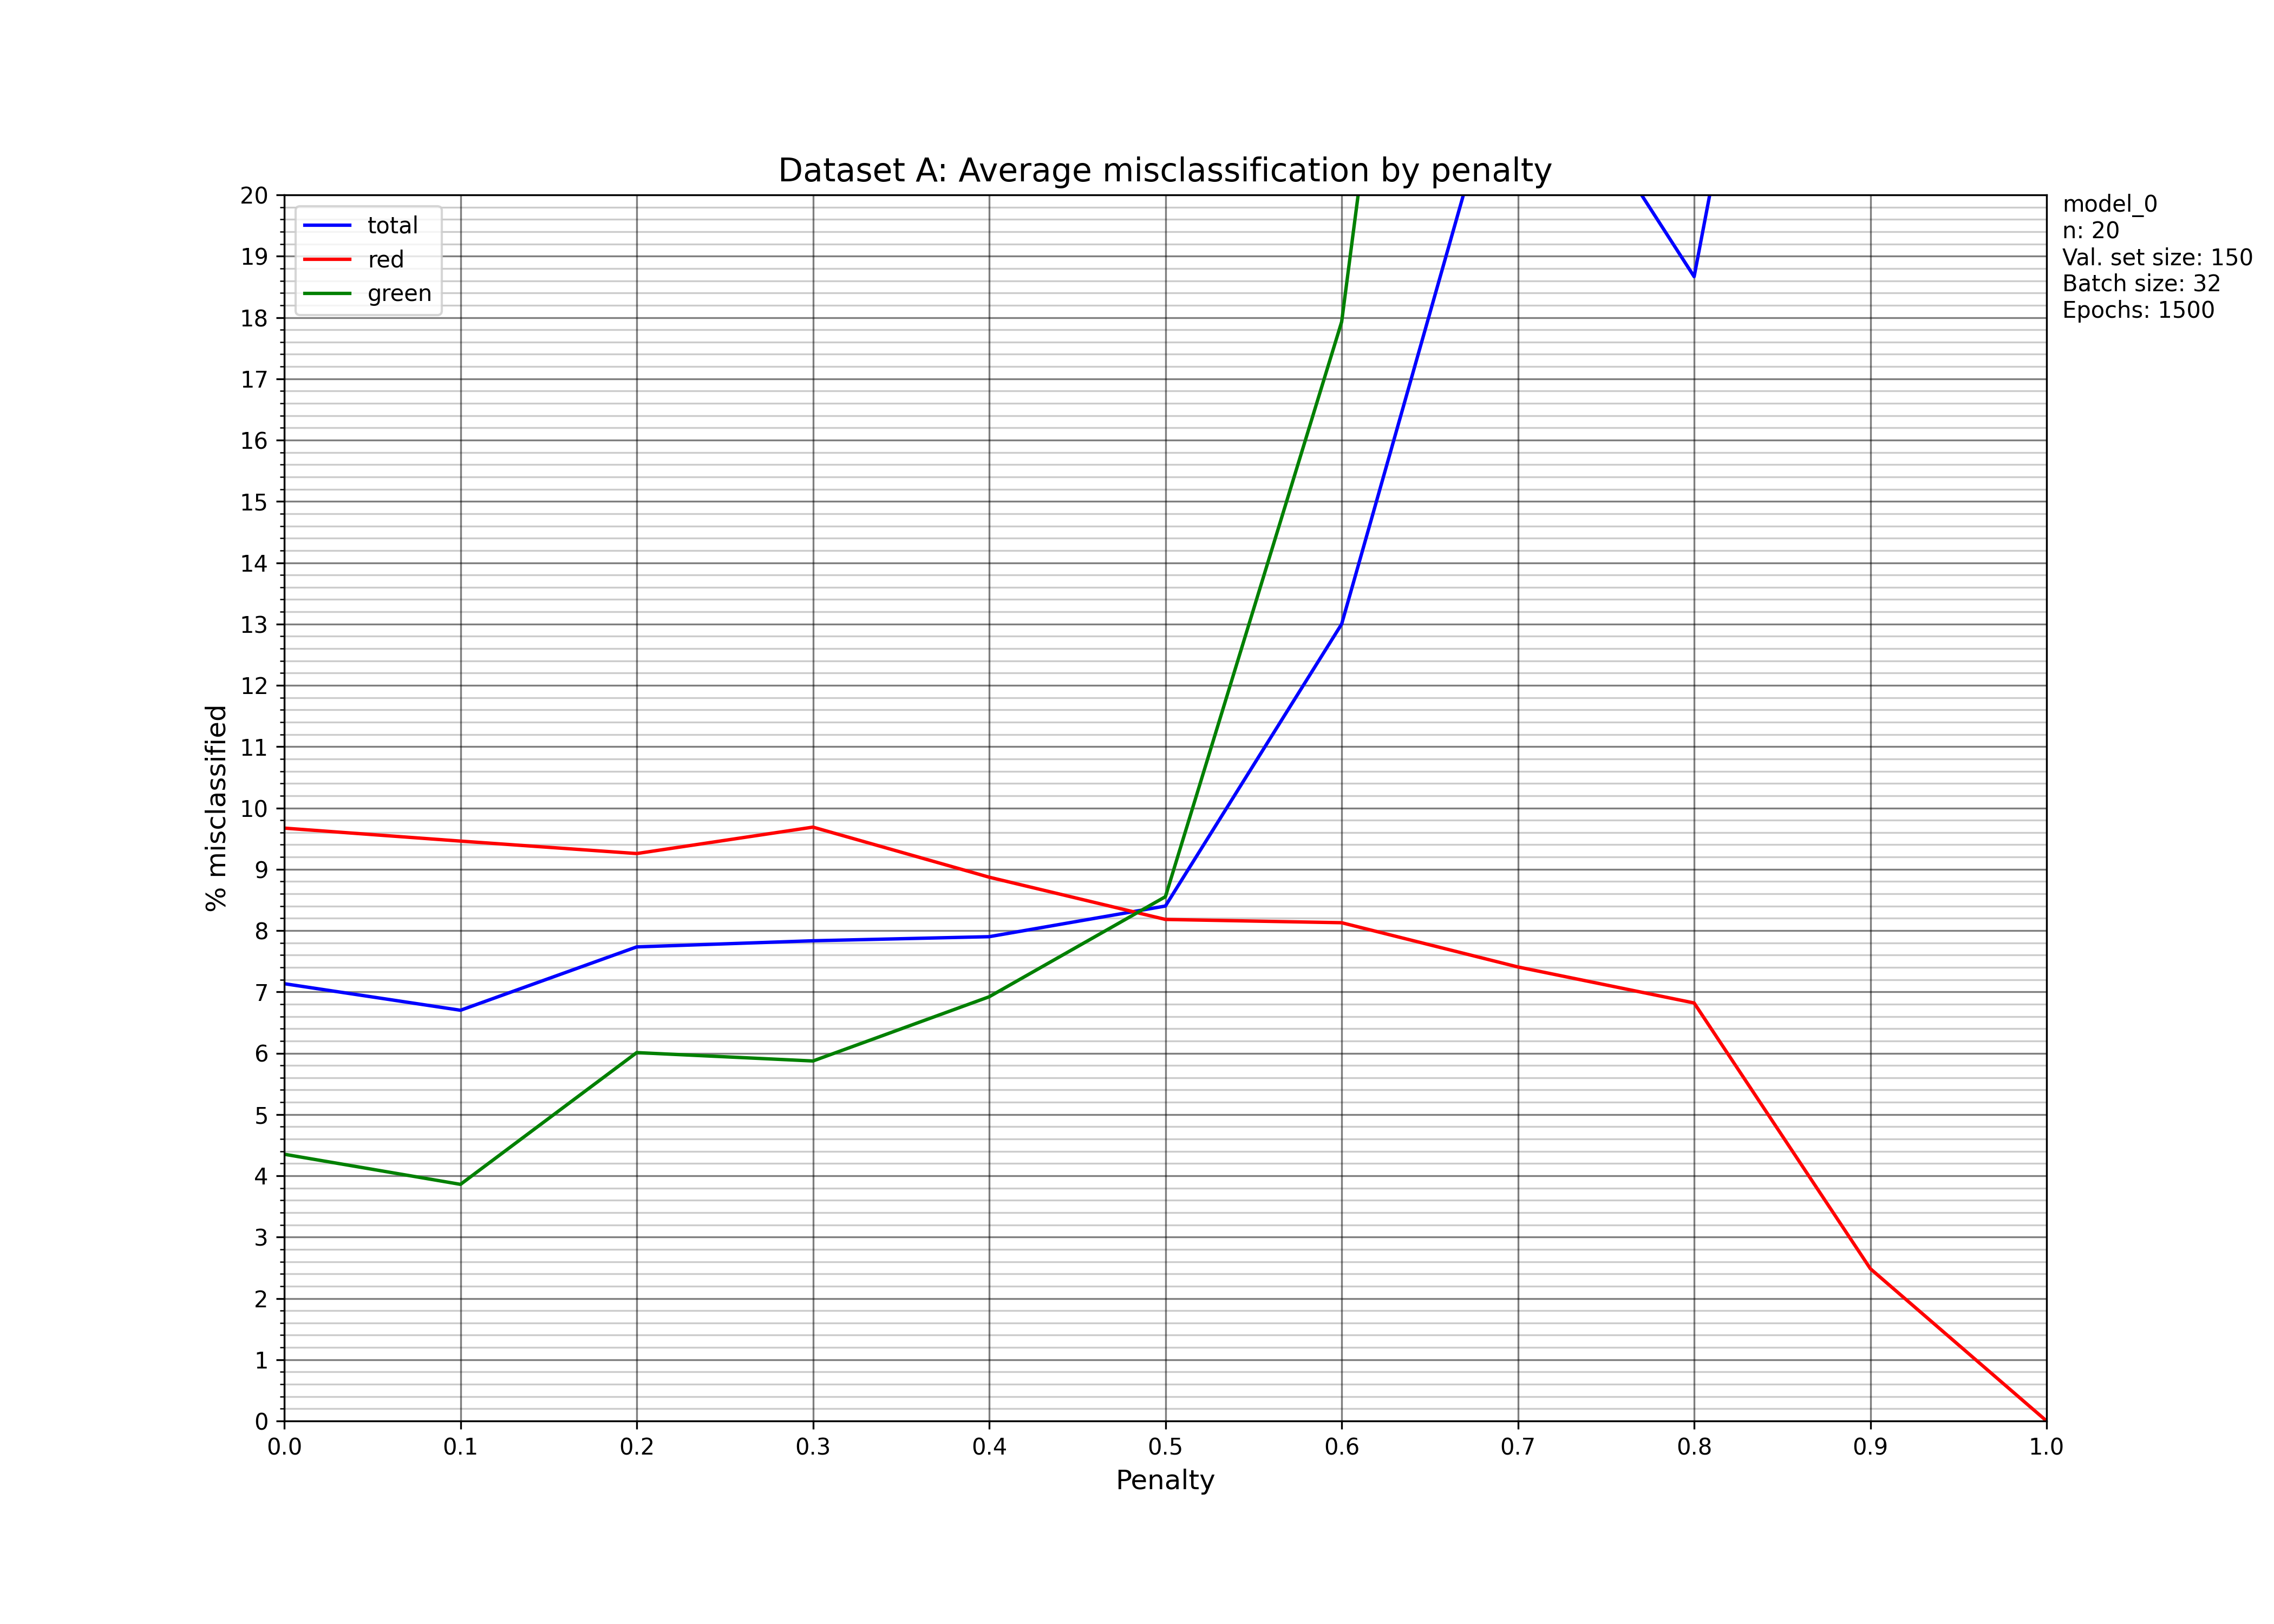 Dataset A: Average misclassification by penalty
total
red
green
model_0
n: 20
Val. set size: 150
Batch size: 32
Epochs: 1500
% misclassified
20
19
18
17
16
15
14
13
12
11
10
9
8
7
6
5
4
3
2
1
0
0.0 0.1 0.2 0.3 0.4 0.5 0.6 0.7 0.8 0.9 1.0
Penalty